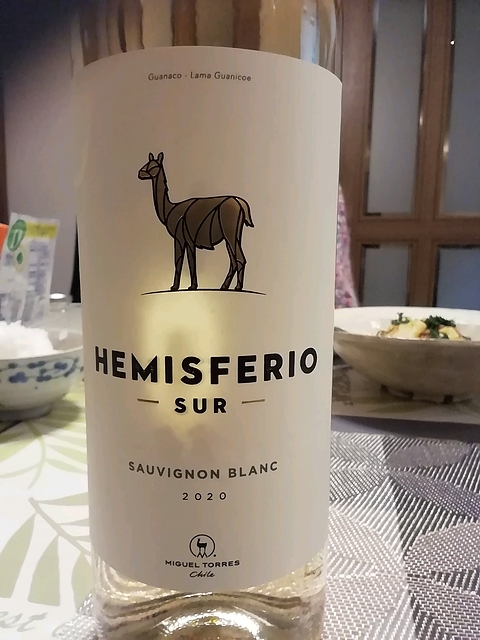 Guanaco - Lama Guanicoe
HEMISFERIO
SUR
SAUVIGNON BLANC
2020
MIGUEL TORRES
Chile